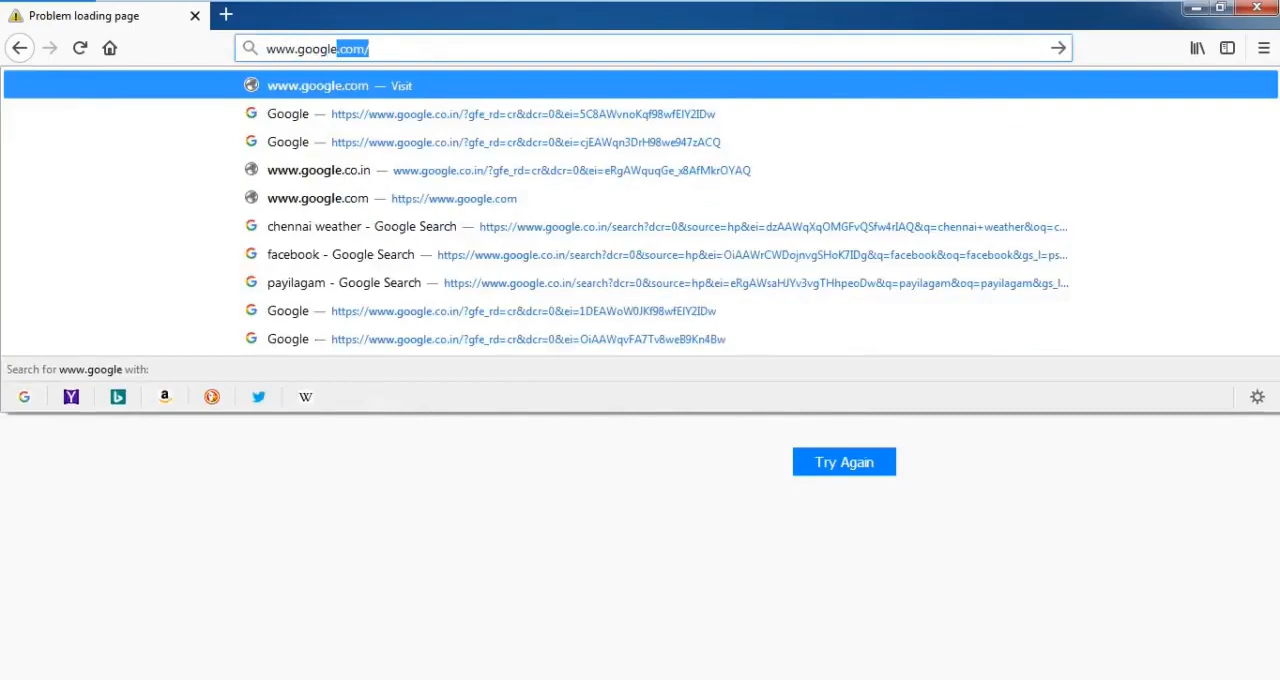 Problem loading page
www.google.com/
www.google.com — Visit
Google — https://www.google.co.in/?gfe_rd=cr&dcr=0&ei=5C8AWvnoKqf98wfElY2IDw
Google — https://www.google.co.in/?gfe_rd=cr&dcr=0&ei=cjEAWqn3DrH98we947zACQ
www.google.co.in — www.google.co.in/?gfe_rd=cr&dcr=0&ei=eRgAWquqGe_x8AfMkrOYAQ
www.google.com — https://www.google.com
chennai weather - Google Search — https://www.google.co.in/search?dcr=0&source=hp&ei=dzAAWqXqOMGFvQSfw4rIAQ&q=chennai+weather&oq=c...
facebook - Google Search — https://www.google.co.in/search?dcr=0&source=hp&ei=OiAAWrCWDojnvgSHoK7IDg&q=facebook&oq=facebook&gs_l=ps...
payilagam - Google Search — https://www.google.co.in/search?dcr=0&source=hp&ei=eRgAWsaHJYv3vgTHhpeoDw&q=payilagam&oq=payilagam&gs_l...
Google — https://www.google.co.in/?gfe_rd=cr&dcr=0&ei=1DEAWoW0JKf98wfElY2IDw
Google — https://www.google.co.in/?gfe_rd=cr&dcr=0&ei=OiAAWqvFA7Tv8weB9Kn4Bw
Search for www.google with:
Try Again